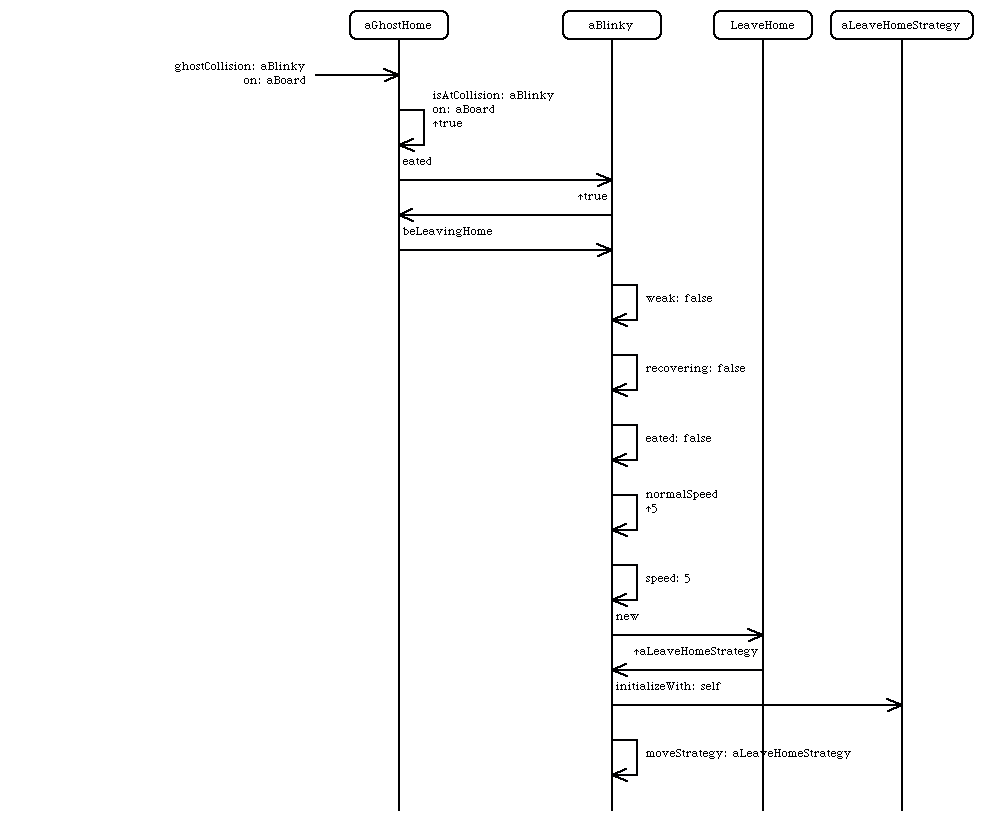 aGhostHome
aBlinky
LeaveHome
aLeaveHomeStrategy
ghostCollision: aBlinky
on: aBoard
isAtCollision: aBlinky
on: aBoard
↑true
eated
↑true
beLeavingHome
weak: false
recovering: false
eated: false
normalSpeed
↑5
speed: 5
new
↑aLeaveHomeStrategy
initializeWith: self
moveStrategy: aLeaveHomeStrategy